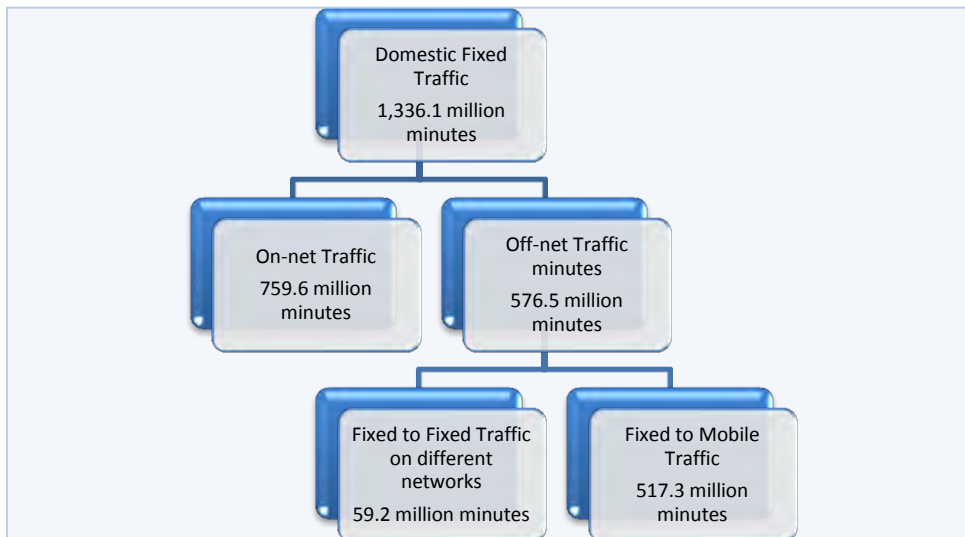 Domestic Fixed
Traffic
1,336.1 million
minutes
On-net Traffic
759.6 million
minutes
Off-net Traffic
minutes
576.5 million
minutes
Fixed to Fixed Traffic
on different
networks
59.2 million minutes
Fixed to Mobile
Traffic
517.3 million
minutes